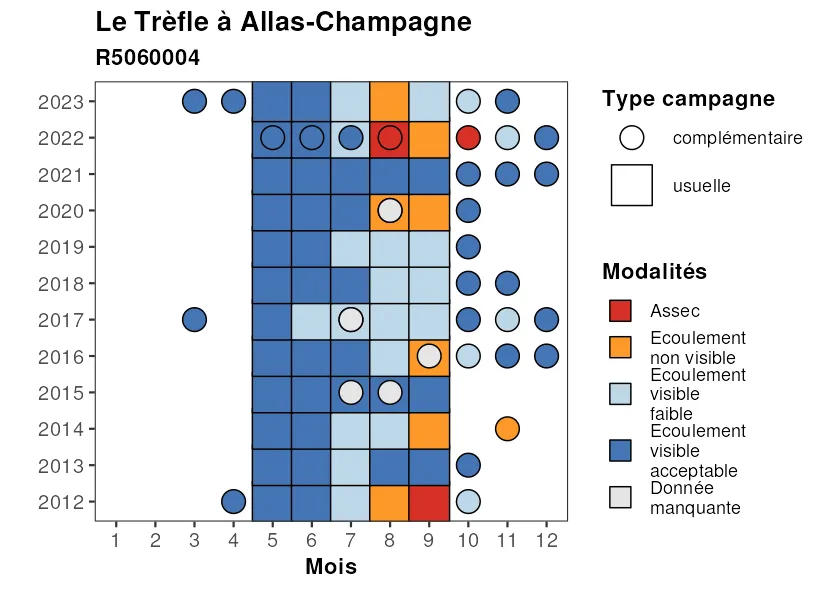 Le Trèfle à Allas-Champagne
R5060004
2023
2022
2021
2020
2019
2018
2017
2016
2015
2014
2013
2012
1 2 3 4 5 6 7 8 9 10 11 12
Mois
Type campagne
complémentaire
usuelle
Modalités
Assec
Ecoulement
non visible
Ecoulement
visible
faible
Ecoulement
visible
acceptable
Donnée
manquante